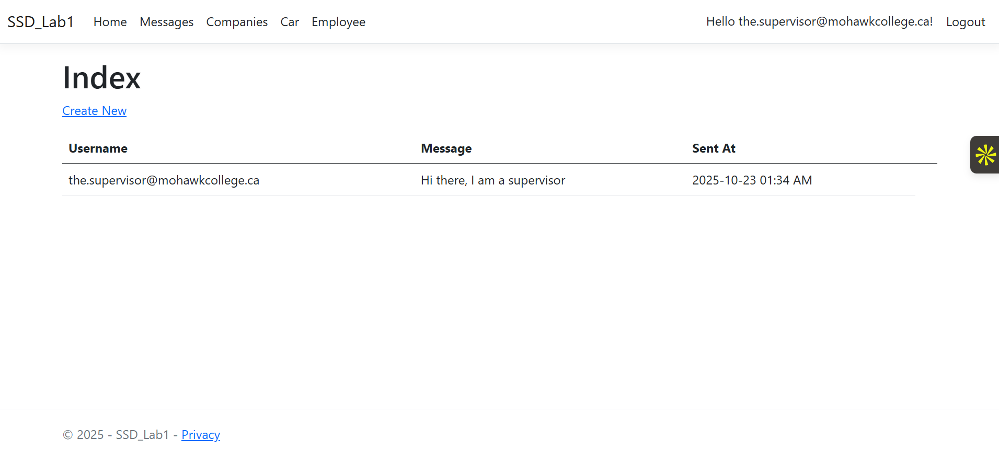 SSD_Lab1 Home Messages Companies Car Employee Hello the.supervisor@mohawkcollege.ca! Logout
Index
Create New
Username Message Sent At
the.supervisor@mohawkcollege.ca Hi there, I am a supervisor 2025-10-23 01:34 AM
© 2025 - SSD_Lab1 - Privacy